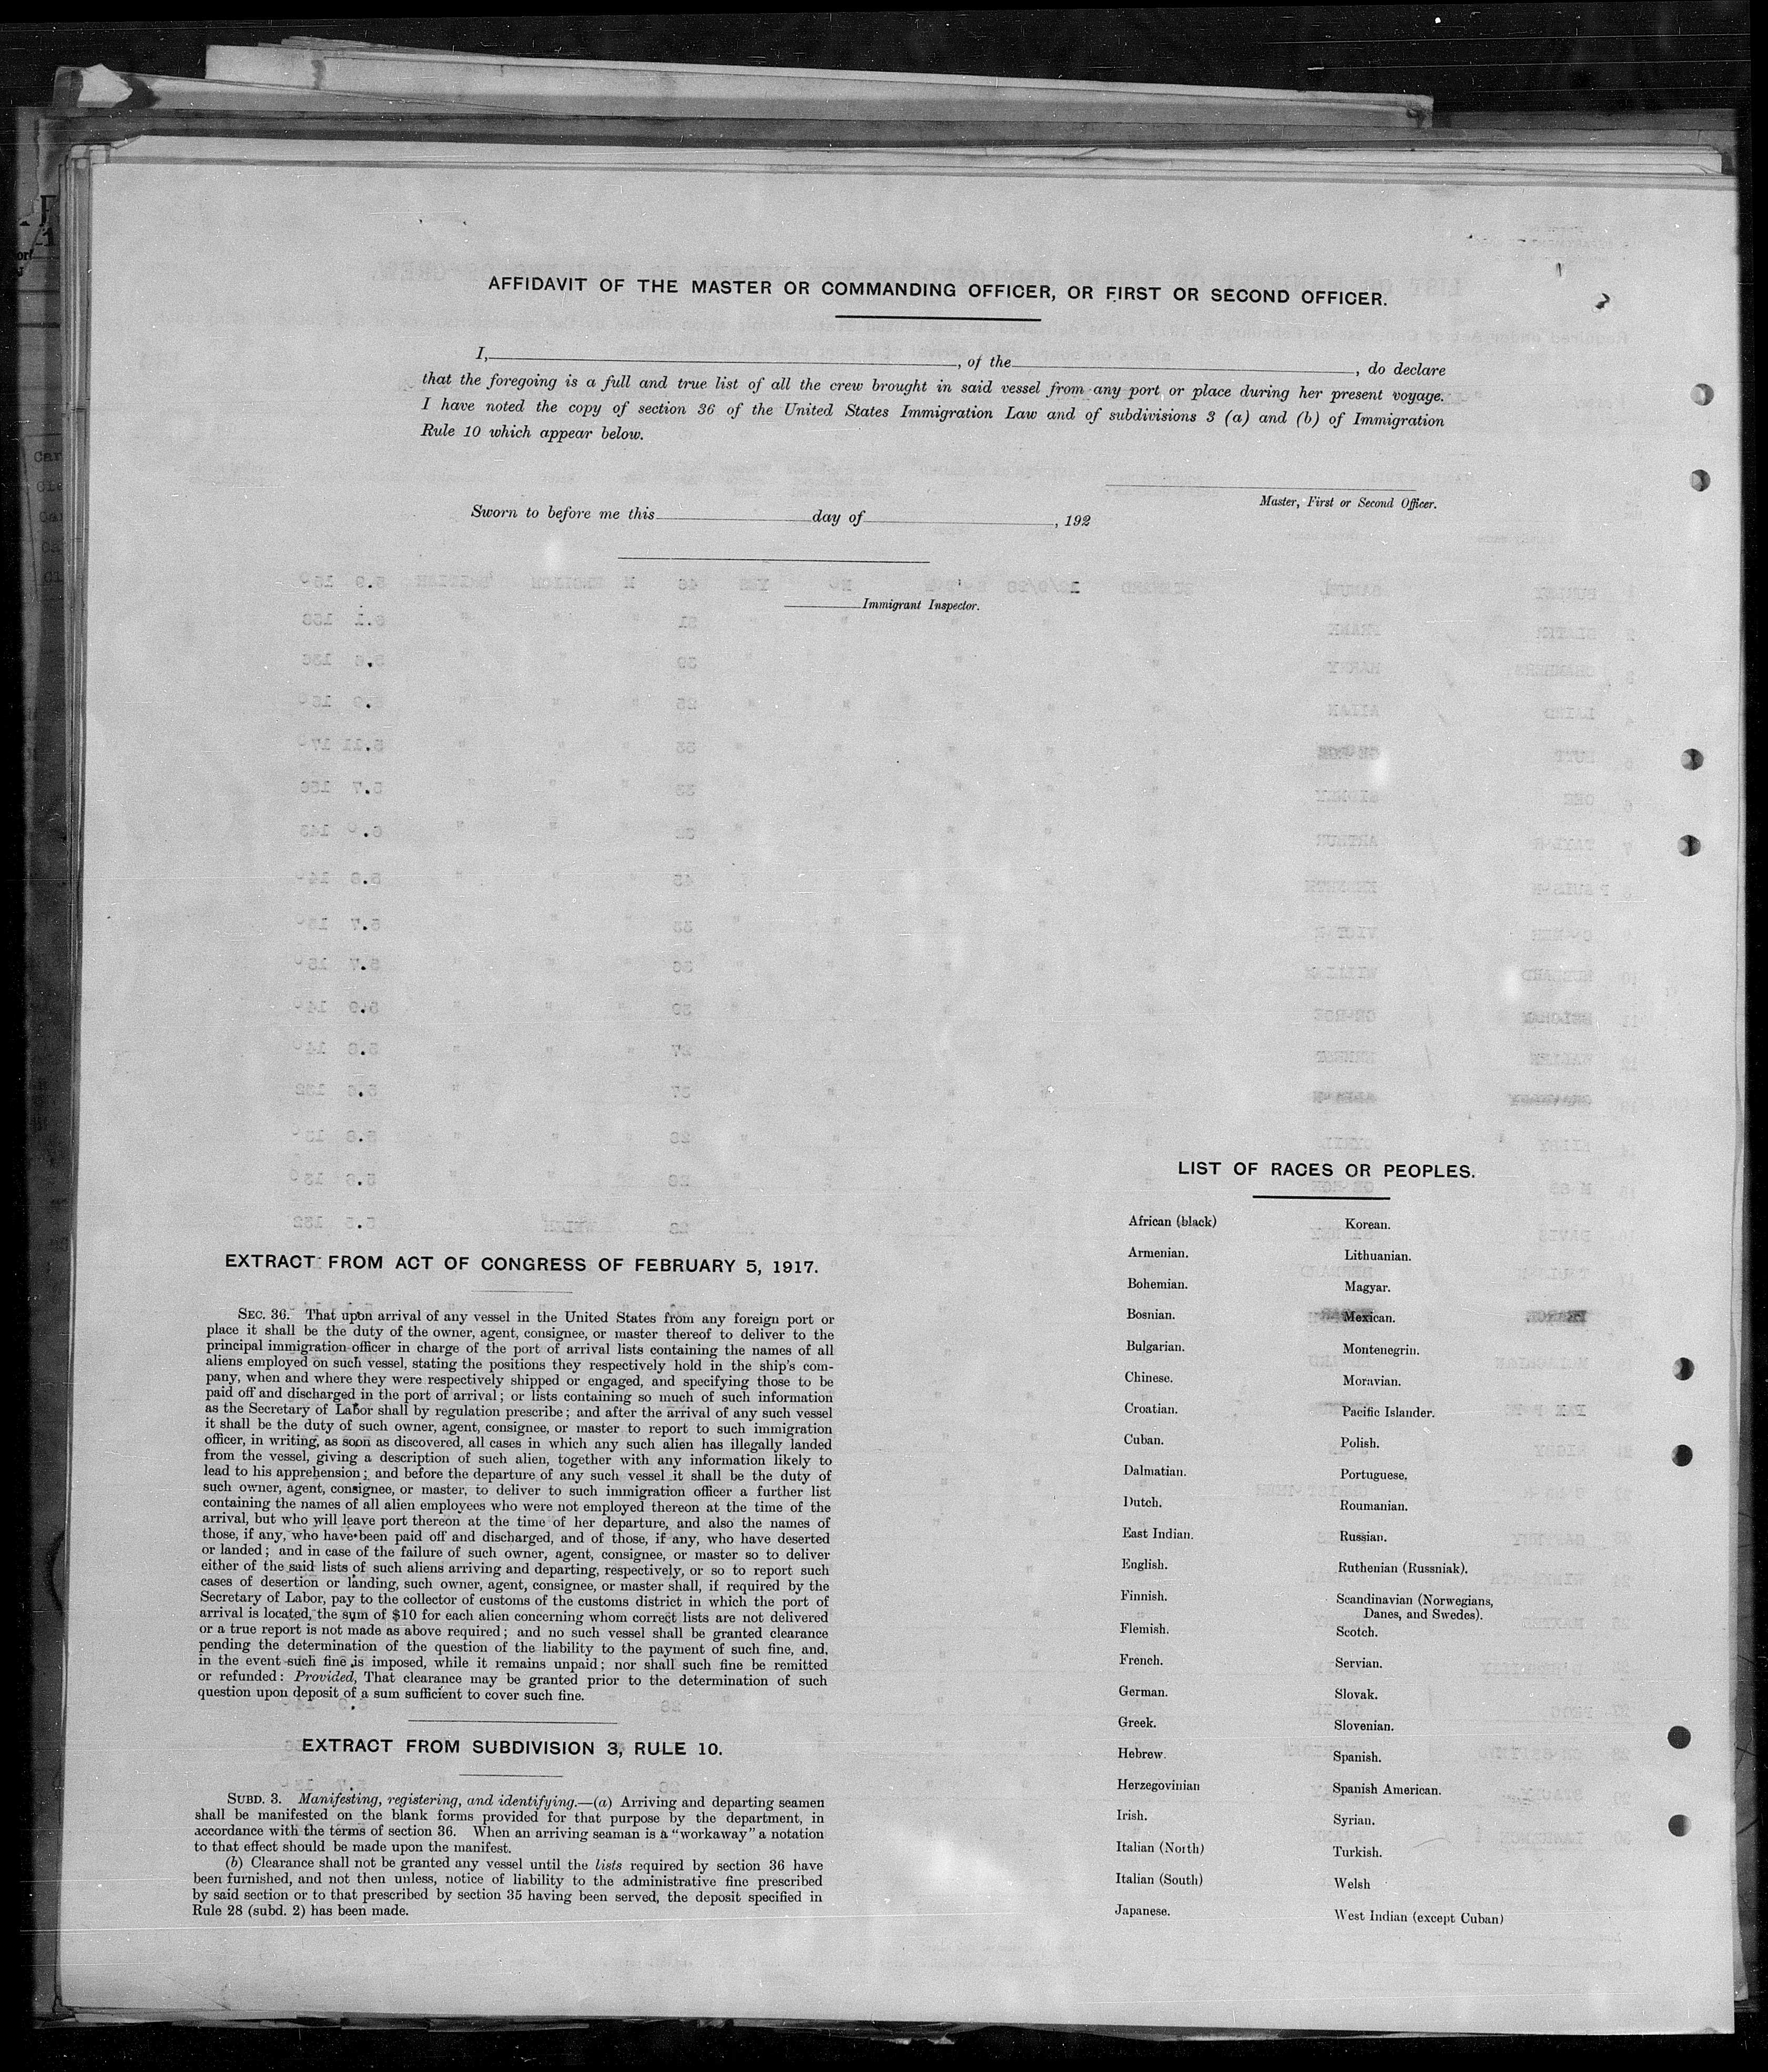 AFFIDAVIT OF THE MASTER OR COMMANDING OFFICER, OR FIRST OR SECOND OFFICER.
I, , of the , do declare
that the foregoing is a full and true list of all the crew brought in said vessel from any port or place during her present voyage.
I have noted the copy of section 36 of the United States Immigration Law and of subdivisions 3 (a) and (b) of Immigration
Rule 10 which appear below.
Master, First or Second Officer.
Sworn to before me this day of , 192
Immigrant Inspector.
EXTRACT FROM ACT OF CONGRESS OF FEBRUARY 5, 1917.
SEC. 36. That upon arrival of any vessel in the United States from any foreign port or
place it shall be the duty of the owner, agent, consignee, or master thereof to deliver to the
principal immigration officer in charge of the port of arrival lists containing the names of all
aliens employed on such vessel, stating the positions they respectively hold in the ship's com-
pany, when and where they were respectively shipped or engaged, and specifying those to be
paid off and discharged in the port of arrival; or lists containing so much of such information
as the Secretary of Labor shall by regulation prescribe; and after the arrival of any such vessel
it shall be the duty of such owner, agent, consignee, or master to report to such immigration
officer, in writing, as soon as discovered, all cases in which any such alien has illegally landed
from the vessel, giving a description of such alien, together with any information likely to
lead to his apprehension; and before the departure of any such vessel it shall be the duty of
such owner, agent, consignee, or master, to deliver to such immigration officer a further list
containing the names of all alien employees who were not employed thereon at the time of the
arrival, but who will leave port thereon at the time of her departure, and also the names of
those, if any, who have been paid off and discharged, and of those, if any, who have deserted
or landed; and in case of the failure of such owner, agent, consignee, or master so to deliver
either of the said lists of such aliens arriving and departing, respectively, or so to report such
cases of desertion or landing, such owner, agent, consignee, or master shall, if required by the
Secretary of Labor, pay to the collector of customs of the customs district in which the port of
arrival is located, the sum of $10 for each alien concerning whom correct lists are not delivered
or a true report is not made as above required; and no such vessel shall be granted clearance
pending the determination of the question of the liability to the payment of such fine, and,
in the event such fine is imposed, while it remains unpaid; nor shall such fine be remitted
or refunded: Provided, That clearance may be granted prior to the determination of such
question upon deposit of a sum sufficient to cover such fine.
EXTRACT FROM SUBDIVISION 3, RULE 10.
SUBD. 3. Manifesting, registering, and identifying.—(a) Arriving and departing seamen
shall be manifested on the blank forms provided for that purpose by the department, in
accordance with the terms of section 36. When an arriving seaman is a "workaway" a notation
to that effect should be made upon the manifest.
(b) Clearance shall not be granted any vessel until the lists required by section 36 have
been furnished, and not then unless, notice of liability to the administrative fine prescribed
by said section or to that prescribed by section 35 having been served, the deposit specified in
Rule 28 (subd. 2) has been made.
LIST OF RACES OR PEOPLES.
African (black)
Armenian.
Bohemian.
Bosnian.
Bulgarian.
Chinese.
Croatian.
Cuban.
Dalmatian.
Dutch.
East Indian.
English.
Finnish.
Flemish.
French.
German.
Greek.
Hebrew.
Herzegovinian
Irish.
Italian (North)
Italian (South)
Japanese.
Korean.
Lithuanian.
Magyar.
Mexican.
Montenegrin.
Moravian.
Pacific Islander.
Polish.
Portuguese.
Roumanian.
Russian.
Ruthenian (Russniak).
Scandinavian (Norwegians,
Danes, and Swedes).
Scotch.
Servian.
Slovak.
Slovenian.
Spanish.
Spanish American.
Syrian.
Turkish.
Welsh
West Indian (except Cuban)